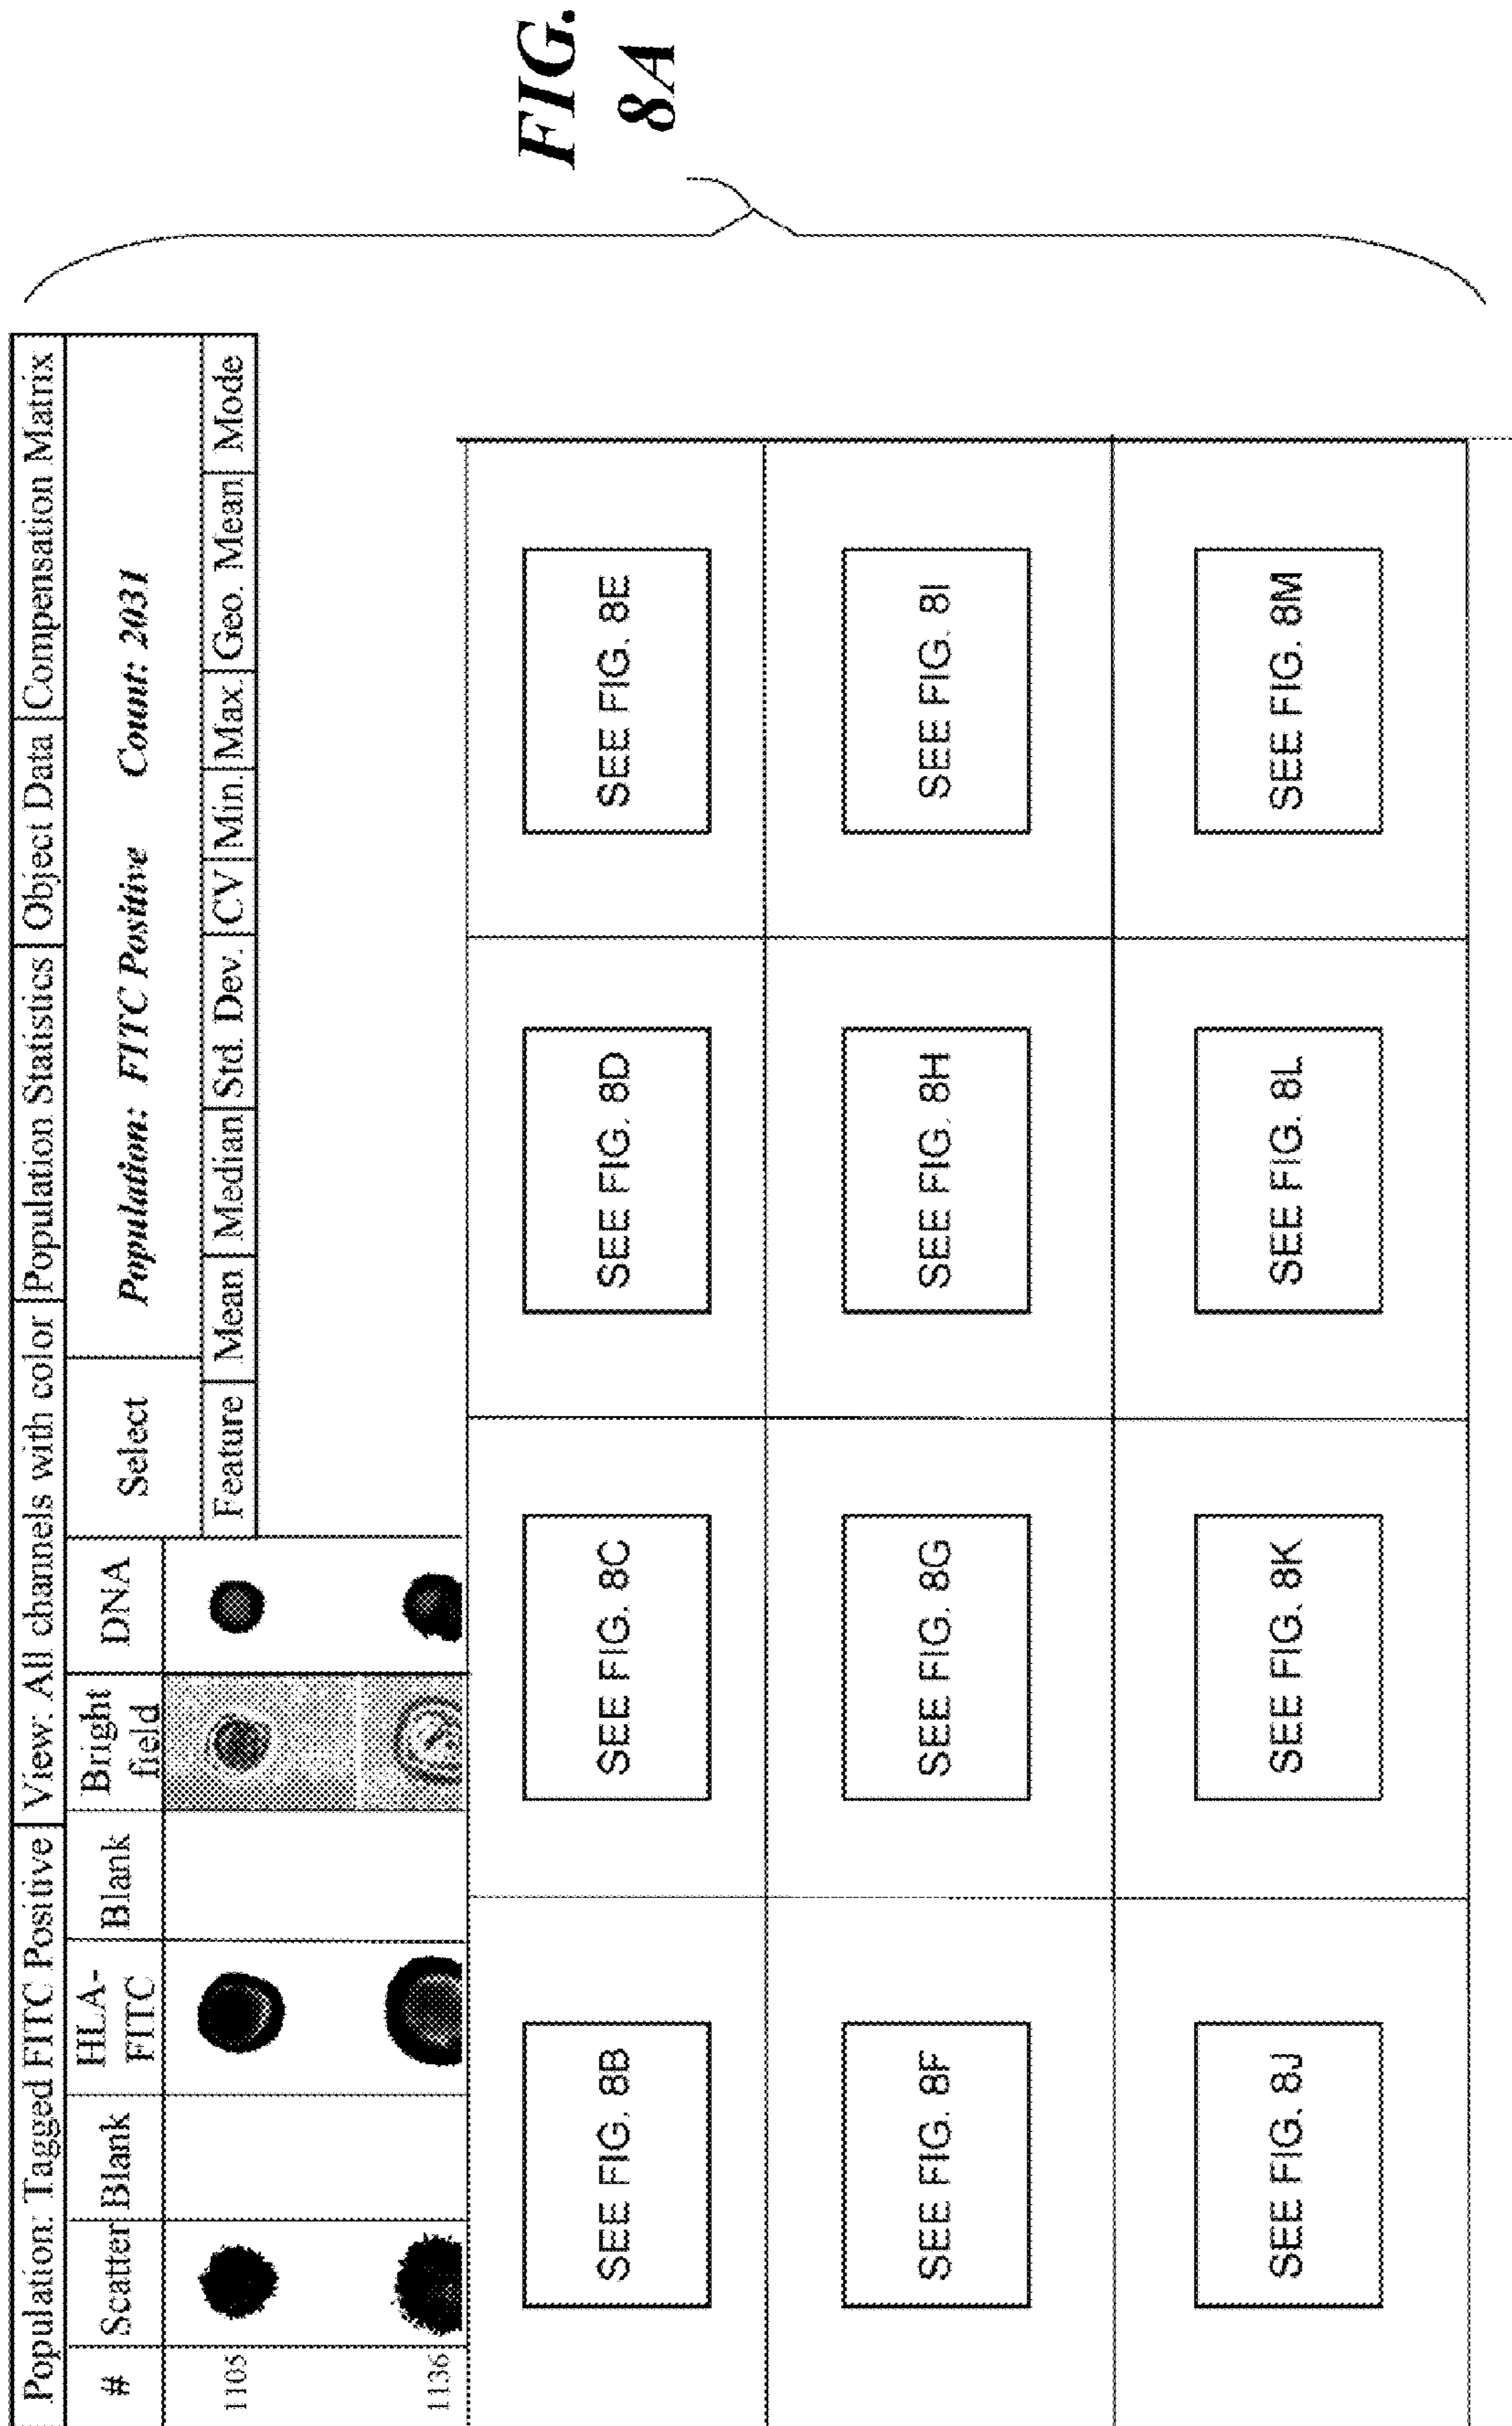 Population: Tagged FITC Positive View: All channels with color Population Statistics Object Data Compensation Matrix
# Scatter Blank HLA-FITC Blank Bright field DNA Select Population: FITC Positive Count: 2031
Feature Mean Median Std. Dev. CV Min. Max. Geo. Mean Mode
1105
1136
SEE FIG. 8B SEE FIG. 8C SEE FIG. 8D SEE FIG. 8E
SEE FIG. 8F SEE FIG. 8G SEE FIG. 8H SEE FIG. 8I
SEE FIG. 8J SEE FIG. 8K SEE FIG. 8L SEE FIG. 8M
FIG.
8A